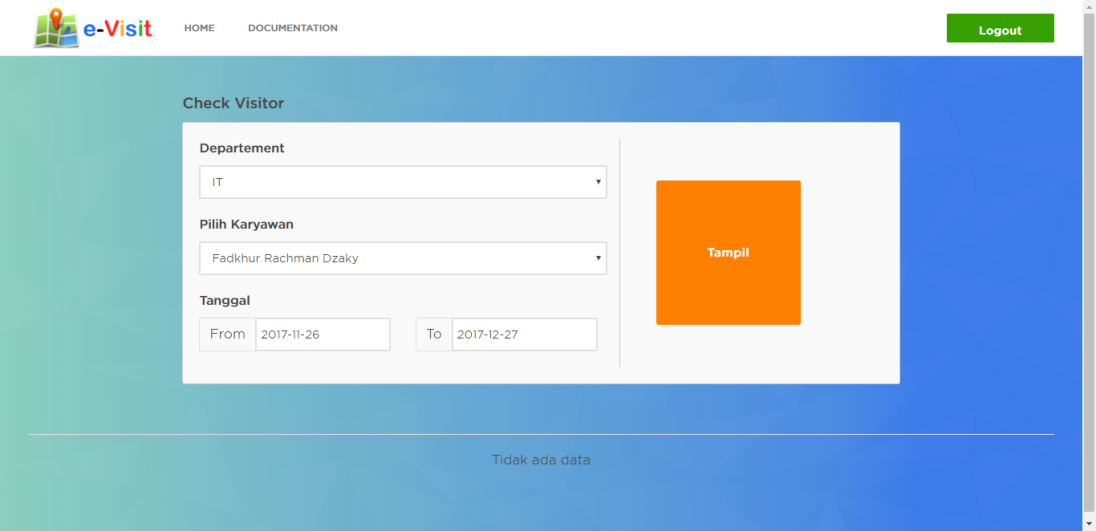 e-Visit HOME DOCUMENTATION Logout
Check Visitor
Departement
IT
Pilih Karyawan
Fadkhur Rachman Dzaky
Tampil
Tanggal
From 2017-11-26 To 2017-12-27
Tidak ada data